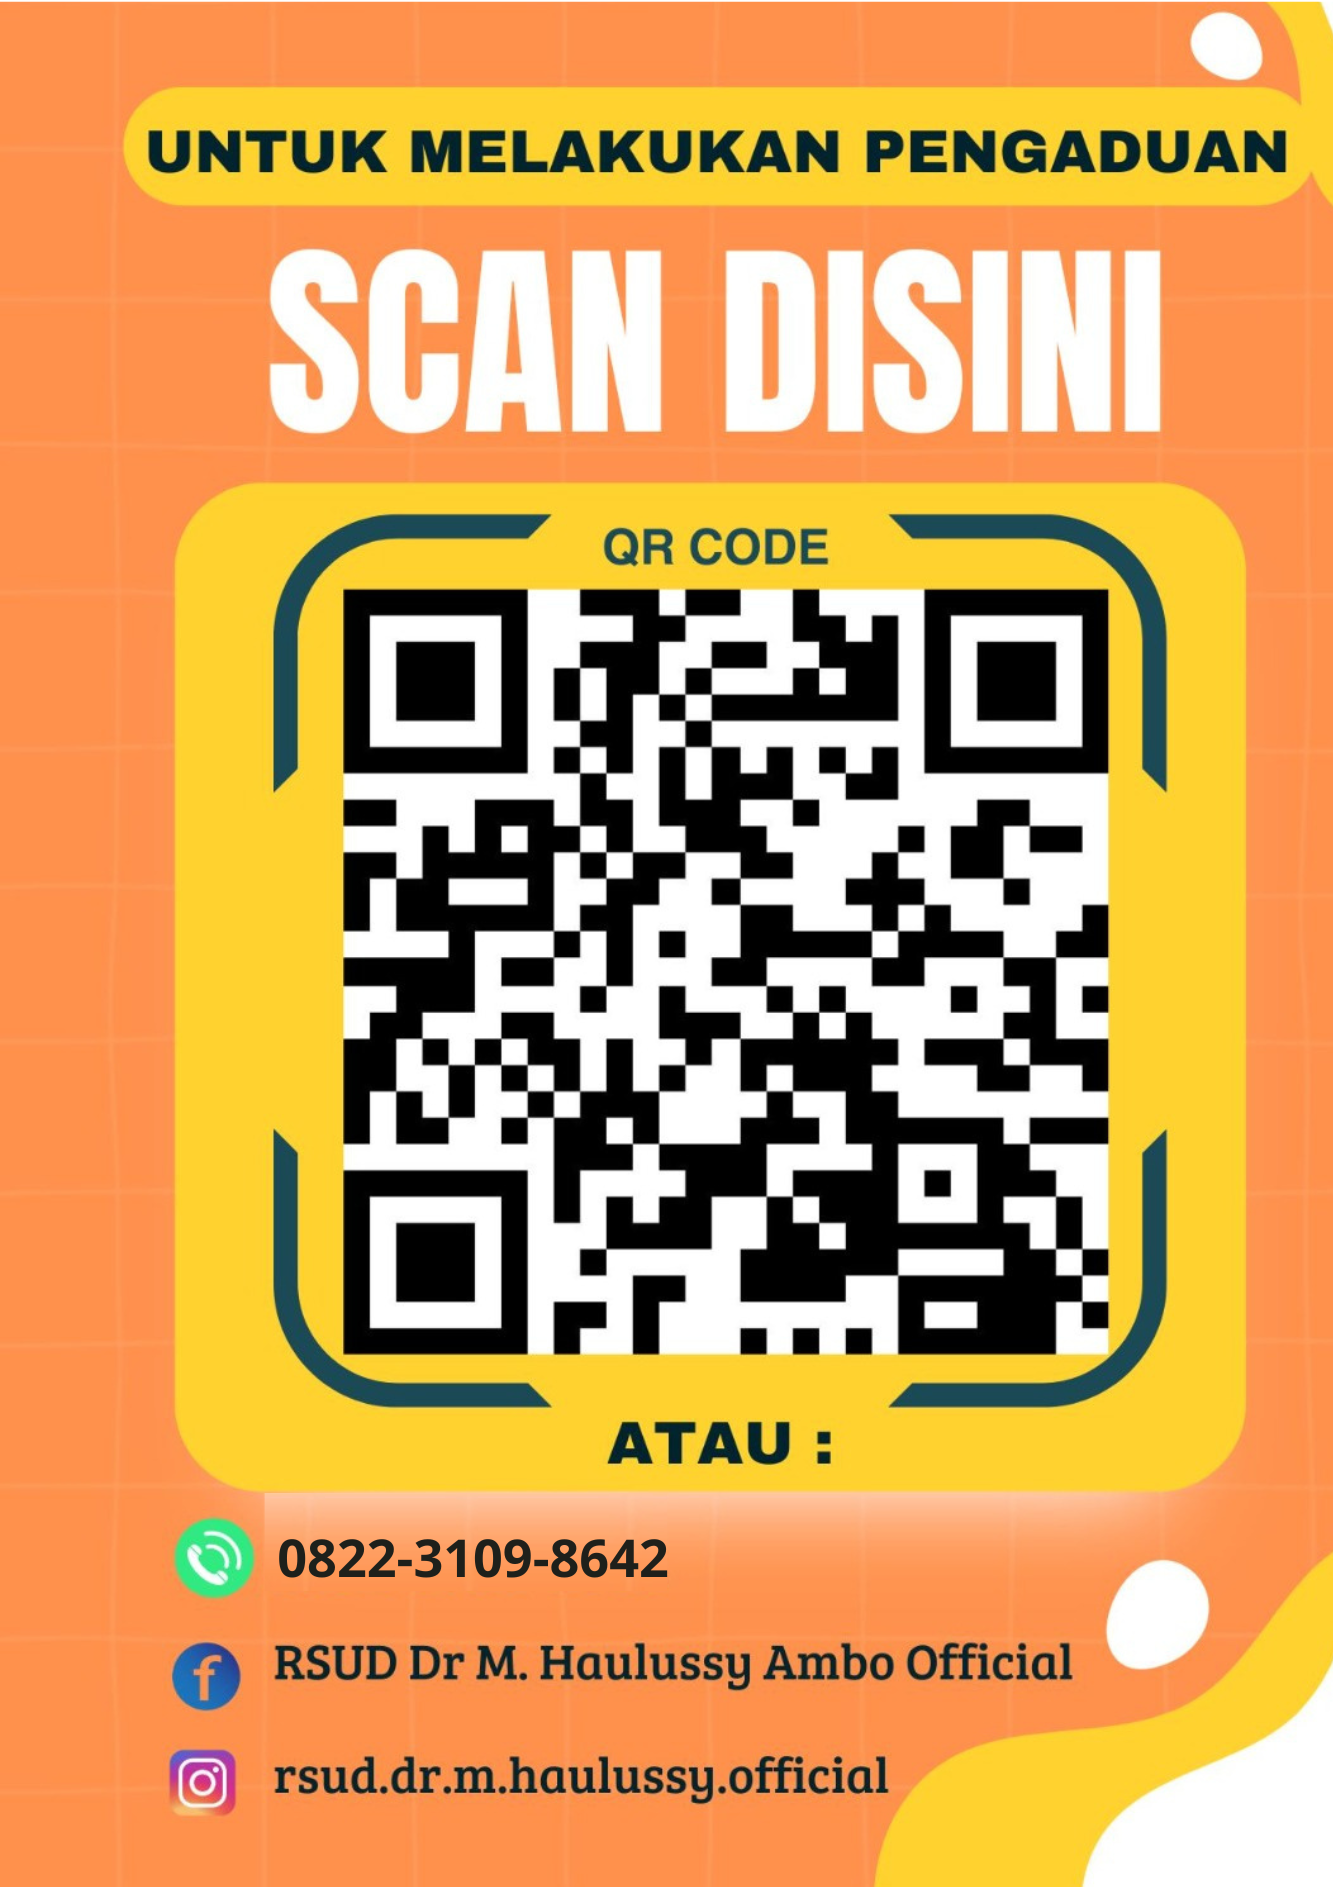 UNTUK MELAKUKAN PENGADUAN
SCAN DISINI
QR CODE
ATAU :
0822-3109-8642
RSUD Dr M. Haulussy Ambo Official
rsud.dr.m.haulussy.official